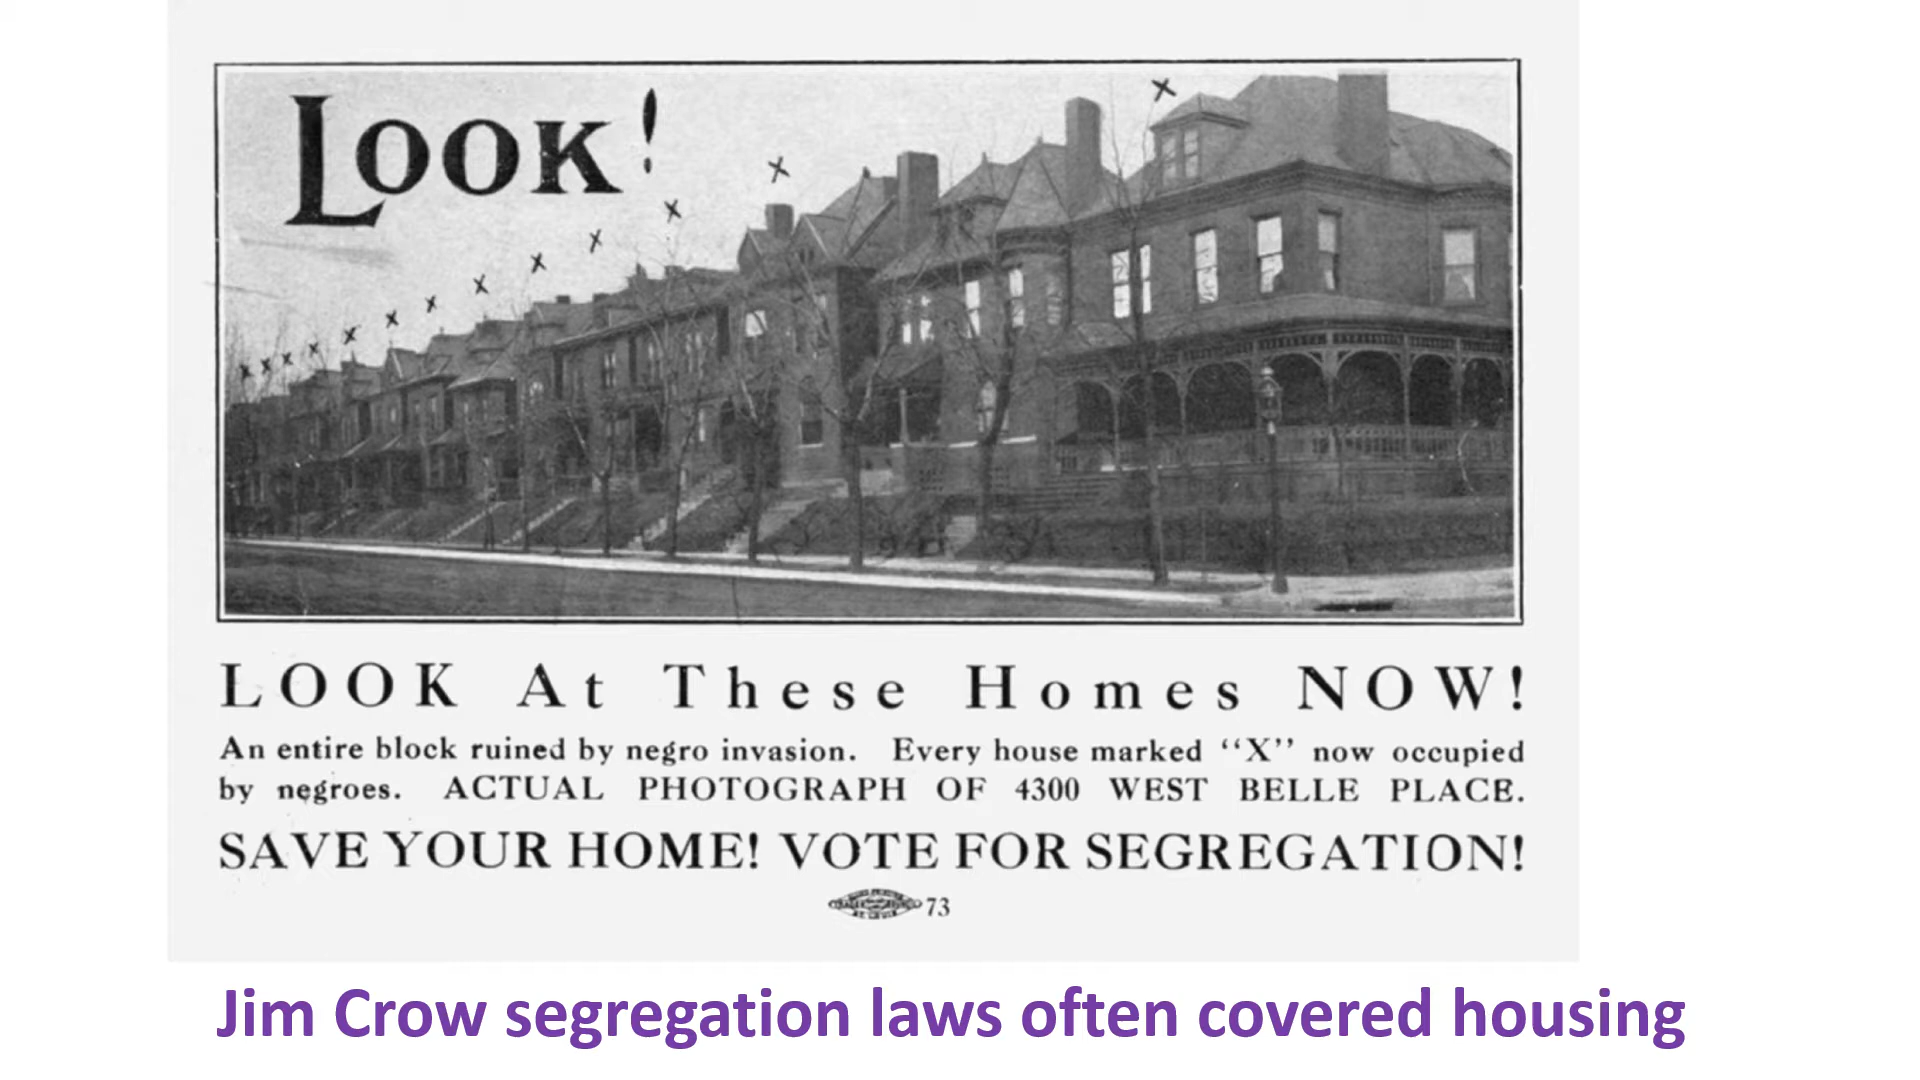 LOOK!
x
x
x
x
x
x
x
x
x
x
x
x
x
LOOK At These Homes NOW!
An entire block ruined by negro invasion. Every house marked "X" now occupied
by negroes. ACTUAL PHOTOGRAPH OF 4300 WEST BELLE PLACE.
SAVE YOUR HOME! VOTE FOR SEGREGATION!
73
Jim Crow segregation laws often covered housing